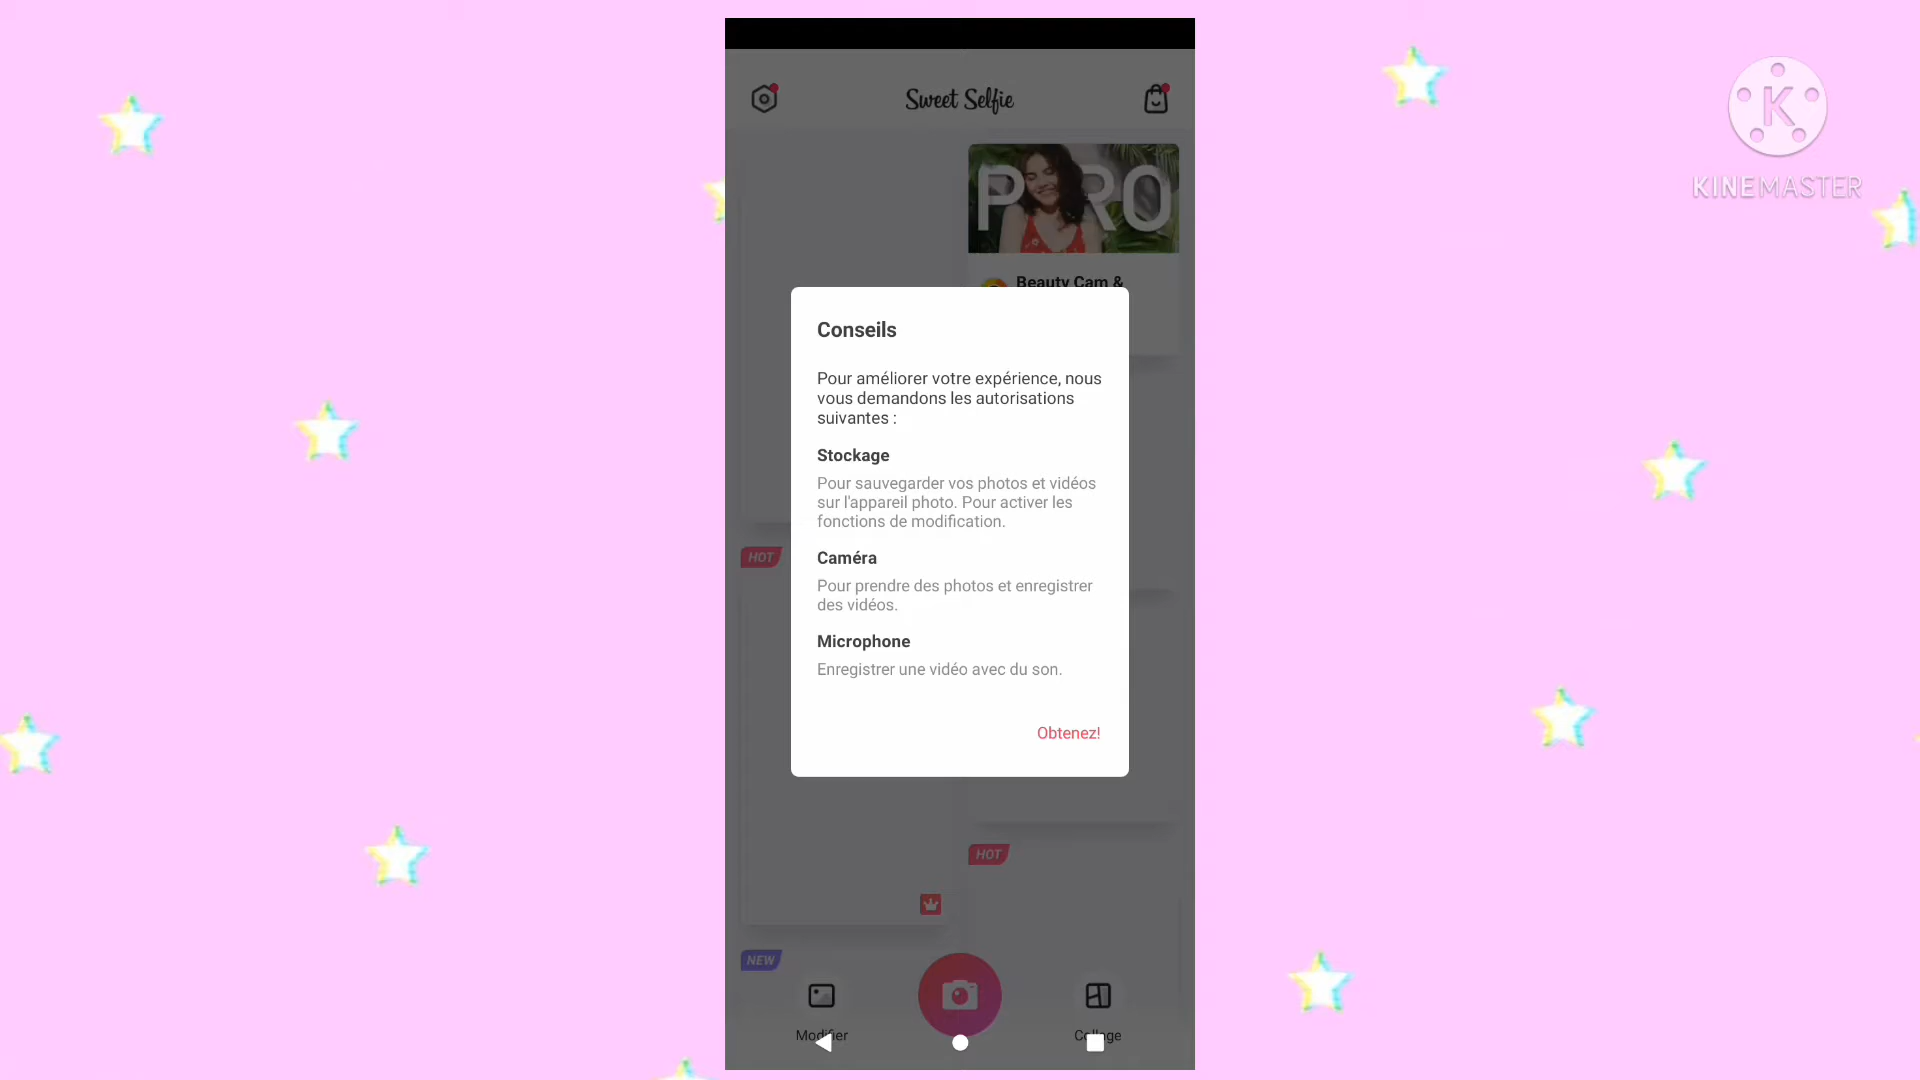 Sweet Selfie
KINEMASTER
Beauty Cam &
Conseils
Pour améliorer votre expérience, nous
vous demandons les autorisations
suivantes :
Stockage
Pour sauvegarder vos photos et vidéos
sur l'appareil photo. Pour activer les
fonctions de modification.
HOT
Caméra
Pour prendre des photos et enregistrer
des vidéos.
Microphone
Enregistrer une vidéo avec du son.
Obtenez!
HOT
NEW
Modifier